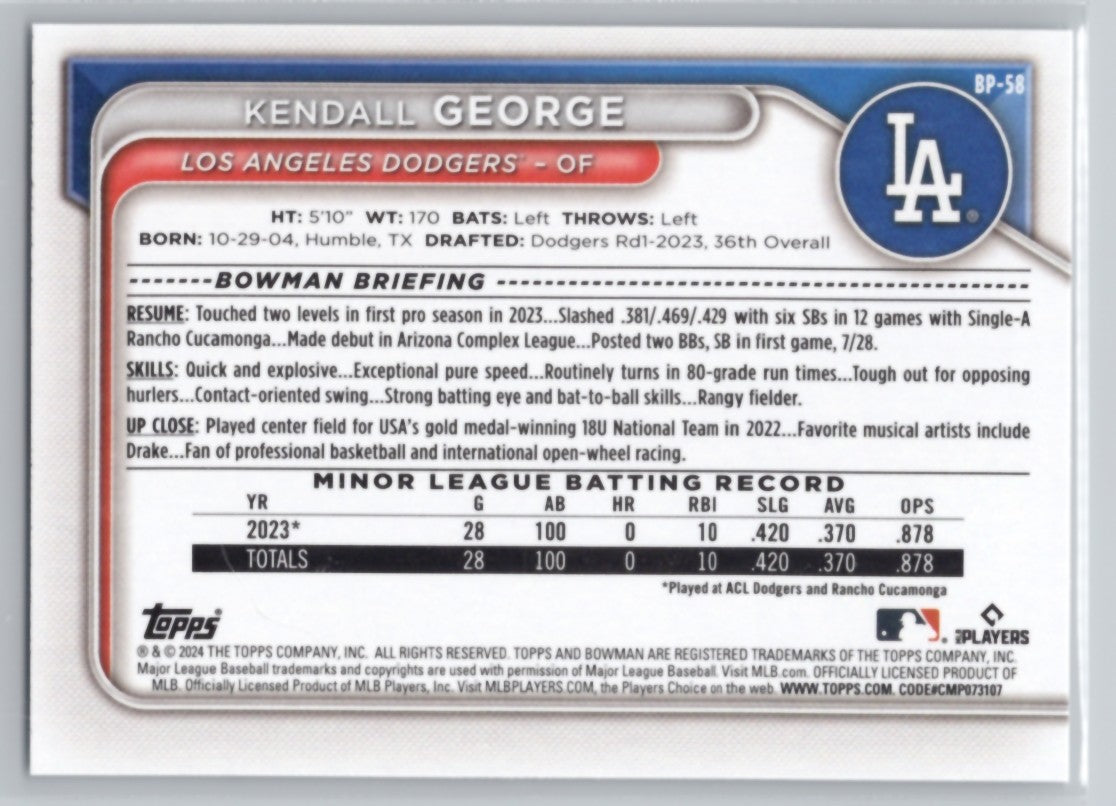 BP-58
KENDALL GEORGE
LOS ANGELES DODGERS - OF
LA
HT: 5'10" WT: 170 BATS: Left THROWS: Left
BORN: 10-29-04, Humble, TX DRAFTED: Dodgers Rd1-2023, 36th Overall
BOWMAN BRIEFING
RESUME: Touched two levels in first pro season in 2023...Slashed .381/.469/.429 with six SBs in 12 games with Single-A
Rancho Cucamonga...Made debut in Arizona Complex League...Posted two BBs, SB in first game, 7/28.
SKILLS: Quick and explosive...Exceptional pure speed...Routinely turns in 80-grade run times...Tough out for opposing
hurlers...Contact-oriented swing...Strong batting eye and bat-to-ball skills...Rangy fielder.
UP CLOSE: Played center field for USA's gold medal-winning 18U National Team in 2022...Favorite musical artists include
Drake...Fan of professional basketball and international open-wheel racing.
MINOR LEAGUE BATTING RECORD
YR G AB HR RBI SLG AVG OPS
2023* 28 100 0 10 .420 .370 .878
TOTALS 28 100 0 10 .420 .370 .878
*Played at ACL Dodgers and Rancho Cucamonga
Topps®
MLB PLAYERS
® & © 2024 THE TOPPS COMPANY, INC. ALL RIGHTS RESERVED. TOPPS AND BOWMAN ARE REGISTERED TRADEMARKS OF THE TOPPS COMPANY, INC.
Major League Baseball trademarks and copyrights are used with permission of Major League Baseball. Visit MLB.com. OFFICIALLY LICENSED PRODUCT OF
MLB. Officially Licensed Product of MLB Players, Inc. Visit MLBPLAYERS.COM, the Players Choice on the web. WWW.TOPPS.COM. CODE#CMP073107